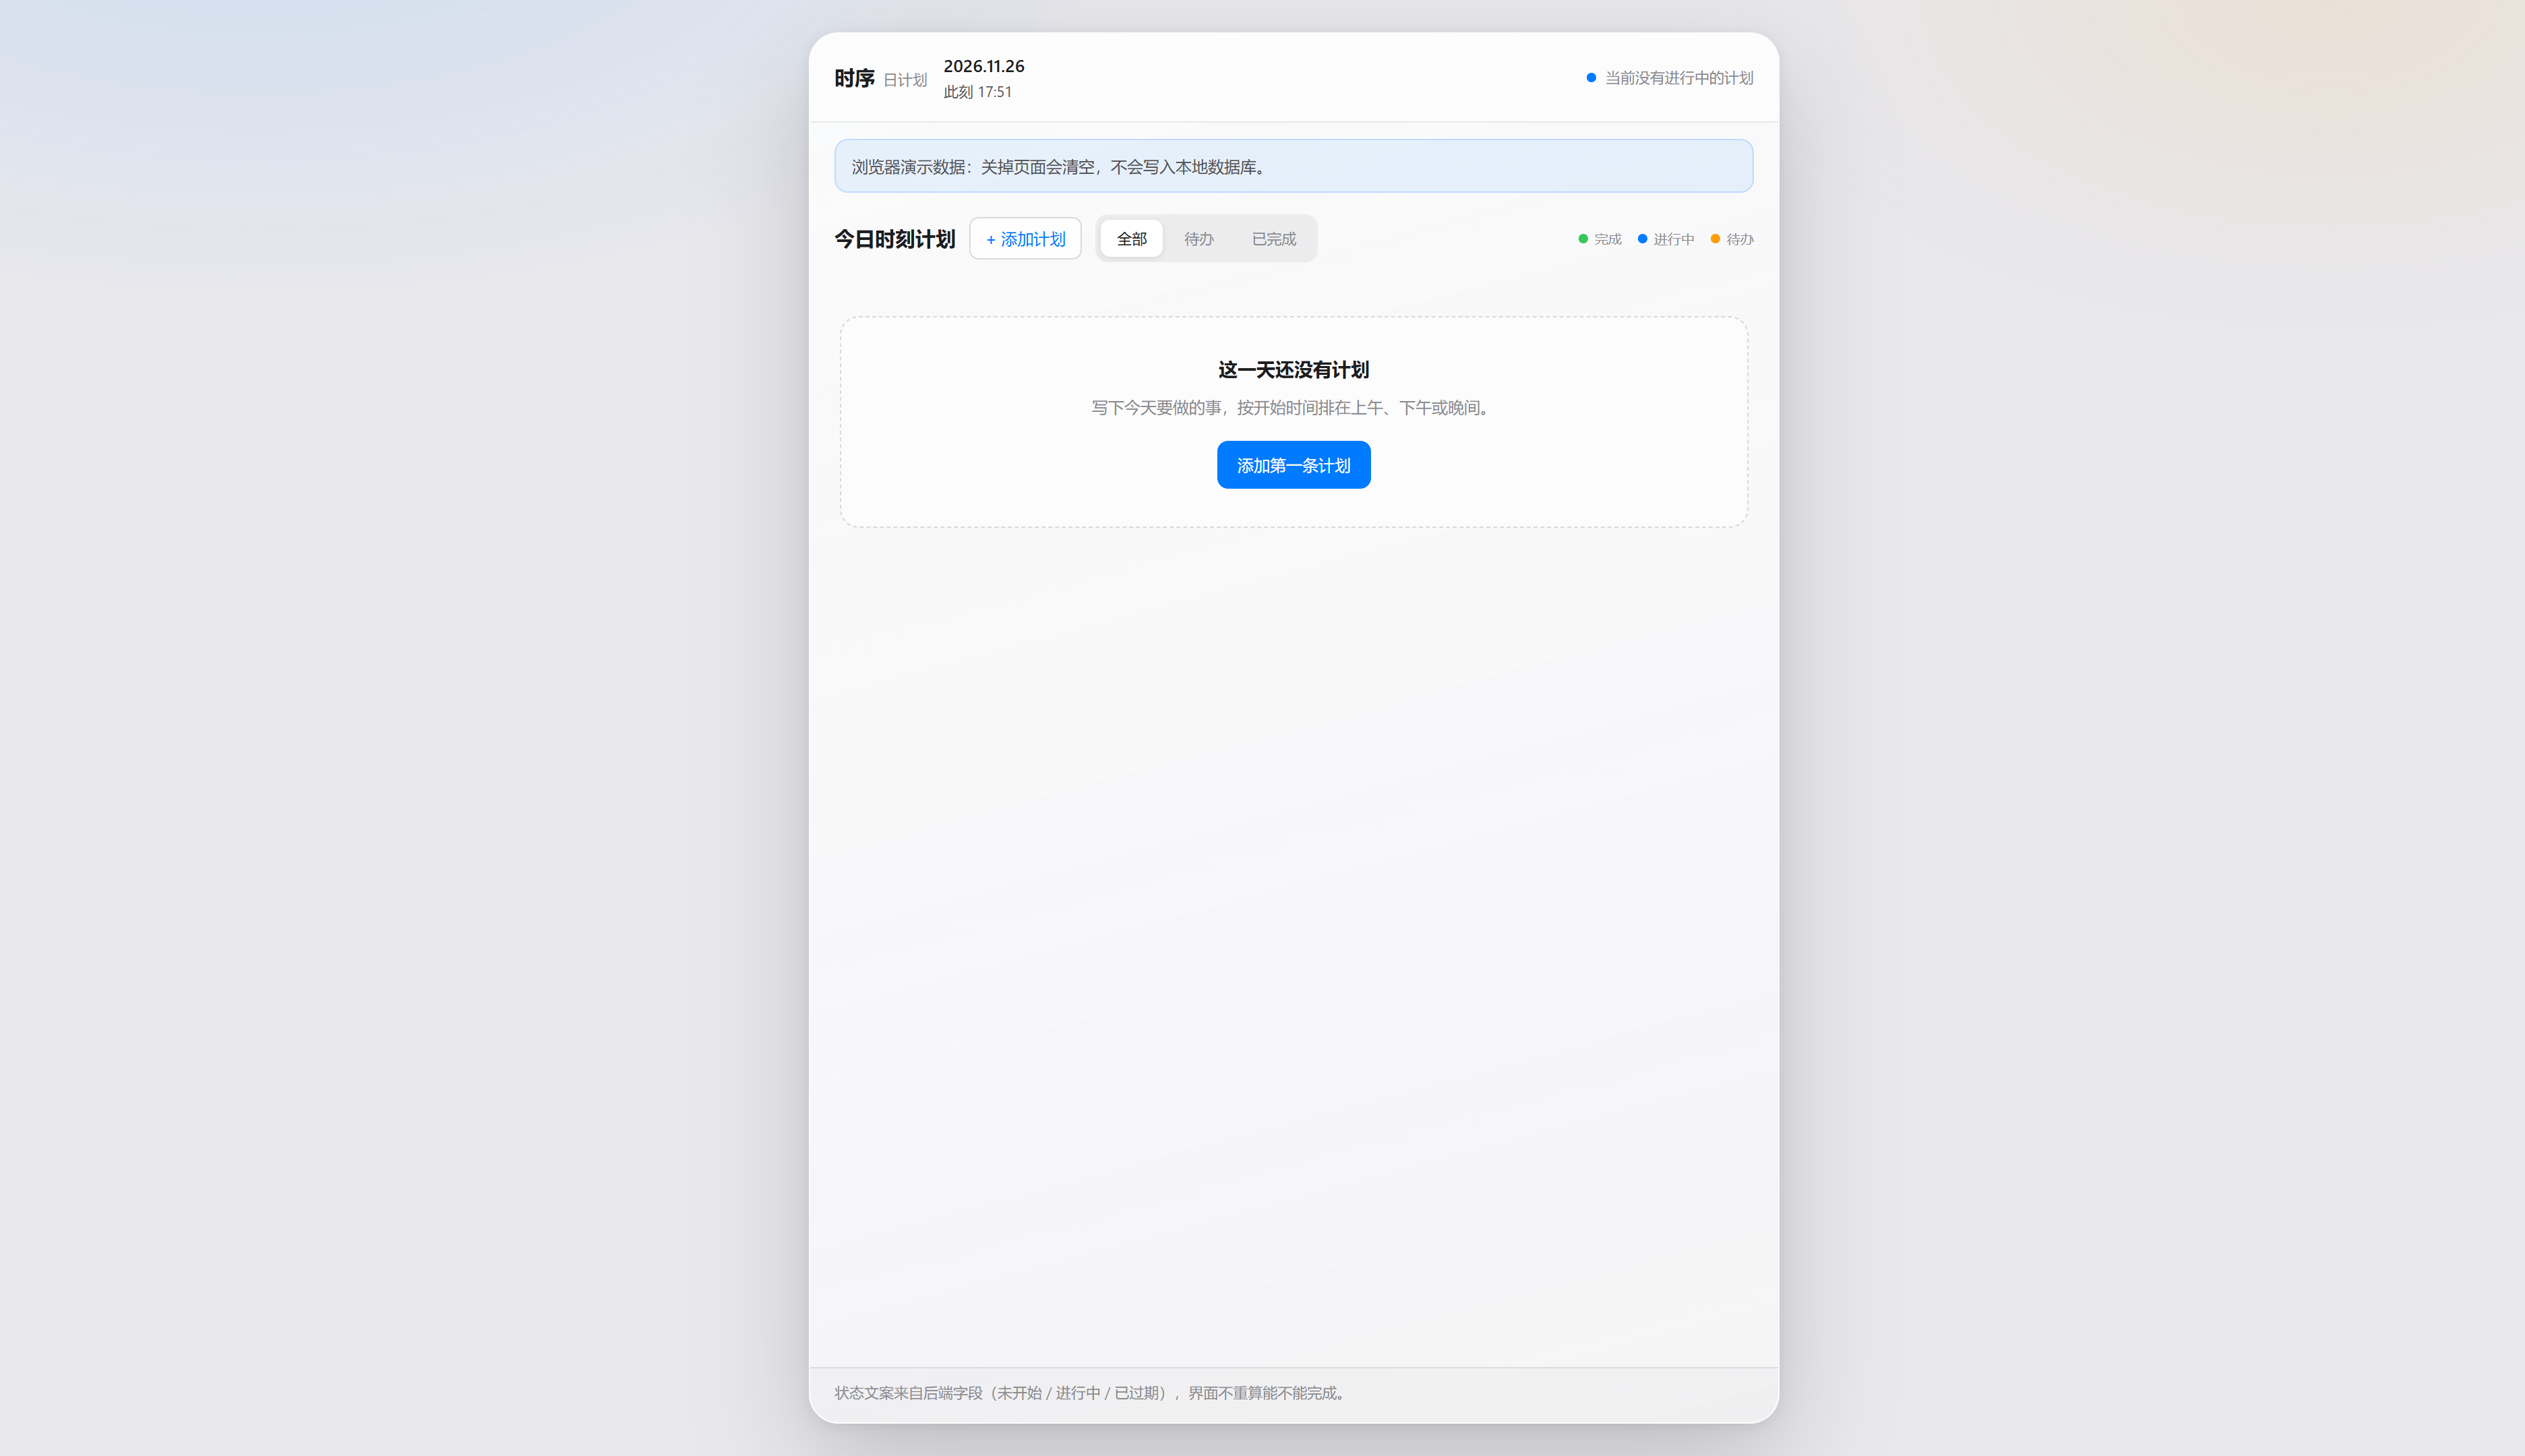 时序 日计划
2026.11.26
此刻 17:51
当前没有进行中的计划
浏览器演示数据：关掉页面会清空，不会写入本地数据库。
今日时刻计划
+ 添加计划
全部 待办 已完成
完成 进行中 待办
这一天还没有计划
写下今天要做的事，按开始时间排在上午、下午或晚间。
添加第一条计划
状态文案来自后端字段（未开始 / 进行中 / 已过期），界面不重算能不能完成。